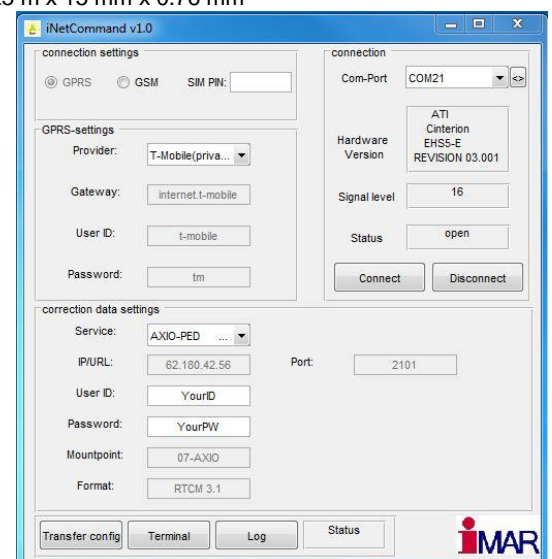 x 15 mm x
iNetCommand v1.0
connection settings
GPRS GSM SIM PIN:
connection
Com-Port COM21 <>
Hardware Version
ATI
Cinterion
EHS5-E
REVISION 03.001
Signal level 16
Status open
Connect Disconnect
GPRS-settings
Provider: T-Mobile(priva...
Gateway: internet.t-mobile
User ID: t-mobile
Password: tm
correction data settings
Service: AXIO-PED ...
IP/URL: 62.180.42.56 Port: 2101
User ID: YourID
Password: YourPW
Mountpoint: 07-AXIO
Format: RTCM 3.1
Transfer config Terminal Log Status
iMAR